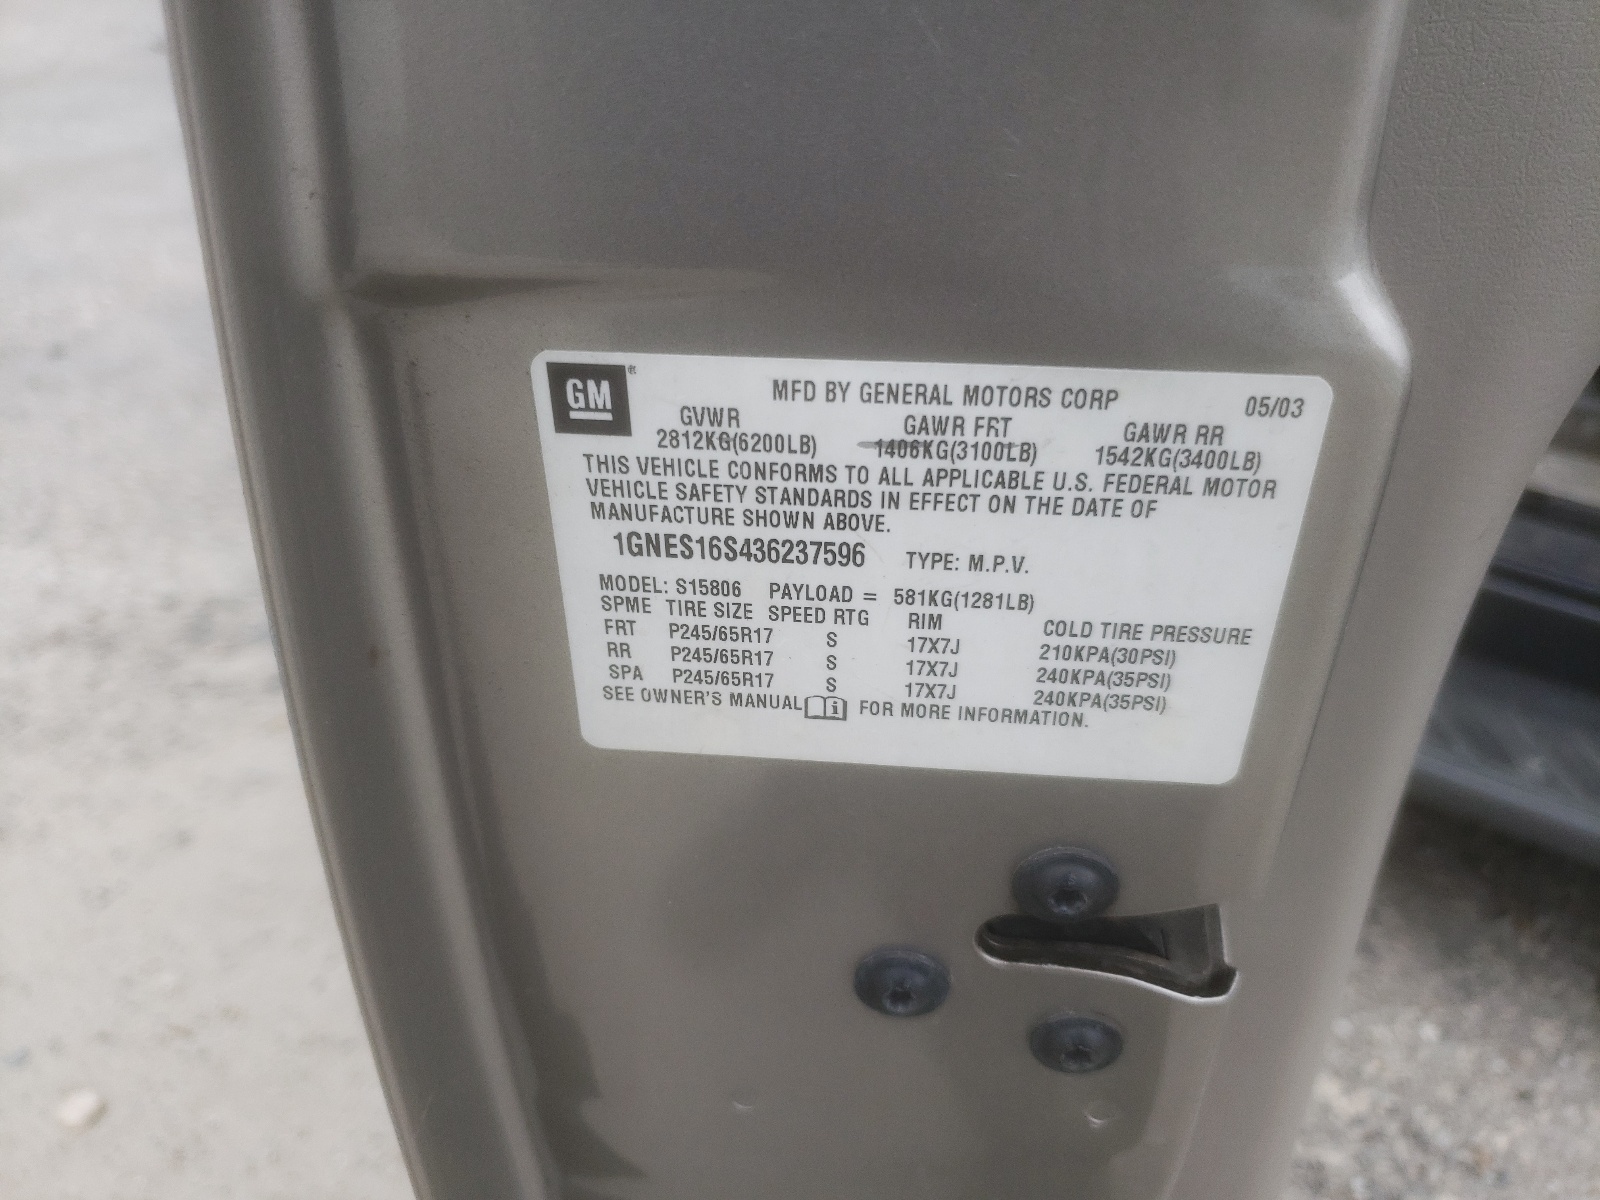 GM®
MFD BY GENERAL MOTORS CORP 05/03
GVWR GAWR FRT GAWR RR
2812KG(6200LB) 1406KG(3100LB) 1542KG(3400LB)
THIS VEHICLE CONFORMS TO ALL APPLICABLE U.S. FEDERAL MOTOR
VEHICLE SAFETY STANDARDS IN EFFECT ON THE DATE OF
MANUFACTURE SHOWN ABOVE.
1GNES16S436237596 TYPE: M.P.V.
MODEL: S15806 PAYLOAD = 581KG(1281LB)
SPME TIRE SIZE SPEED RTG RIM COLD TIRE PRESSURE
FRT P245/65R17 S 17X7J 210KPA(30PSI)
RR P245/65R17 S 17X7J 240KPA(35PSI)
SPA P245/65R17 S 17X7J 240KPA(35PSI)
SEE OWNER'S MANUAL i FOR MORE INFORMATION.